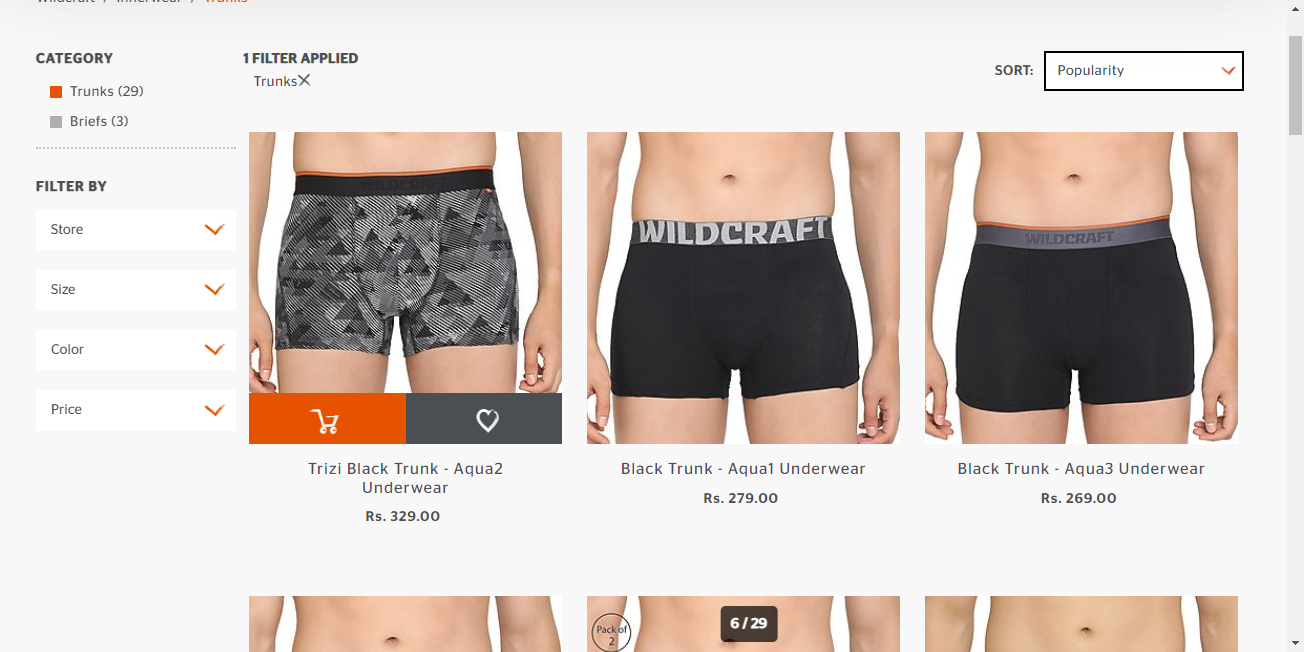 Wildcraft / Innerwear / Trunks
CATEGORY
Trunks (29)
Briefs (3)
FILTER BY
Store
Size
Color
Price
1 FILTER APPLIED
Trunks
SORT:
Popularity
WILDCRAFT
WILDCRAFT
WILDCRAFT
Trizi Black Trunk - Aqua2
Underwear
Rs. 329.00
Black Trunk - Aqua1 Underwear
Rs. 279.00
Black Trunk - Aqua3 Underwear
Rs. 269.00
Pack of
2
6 / 29